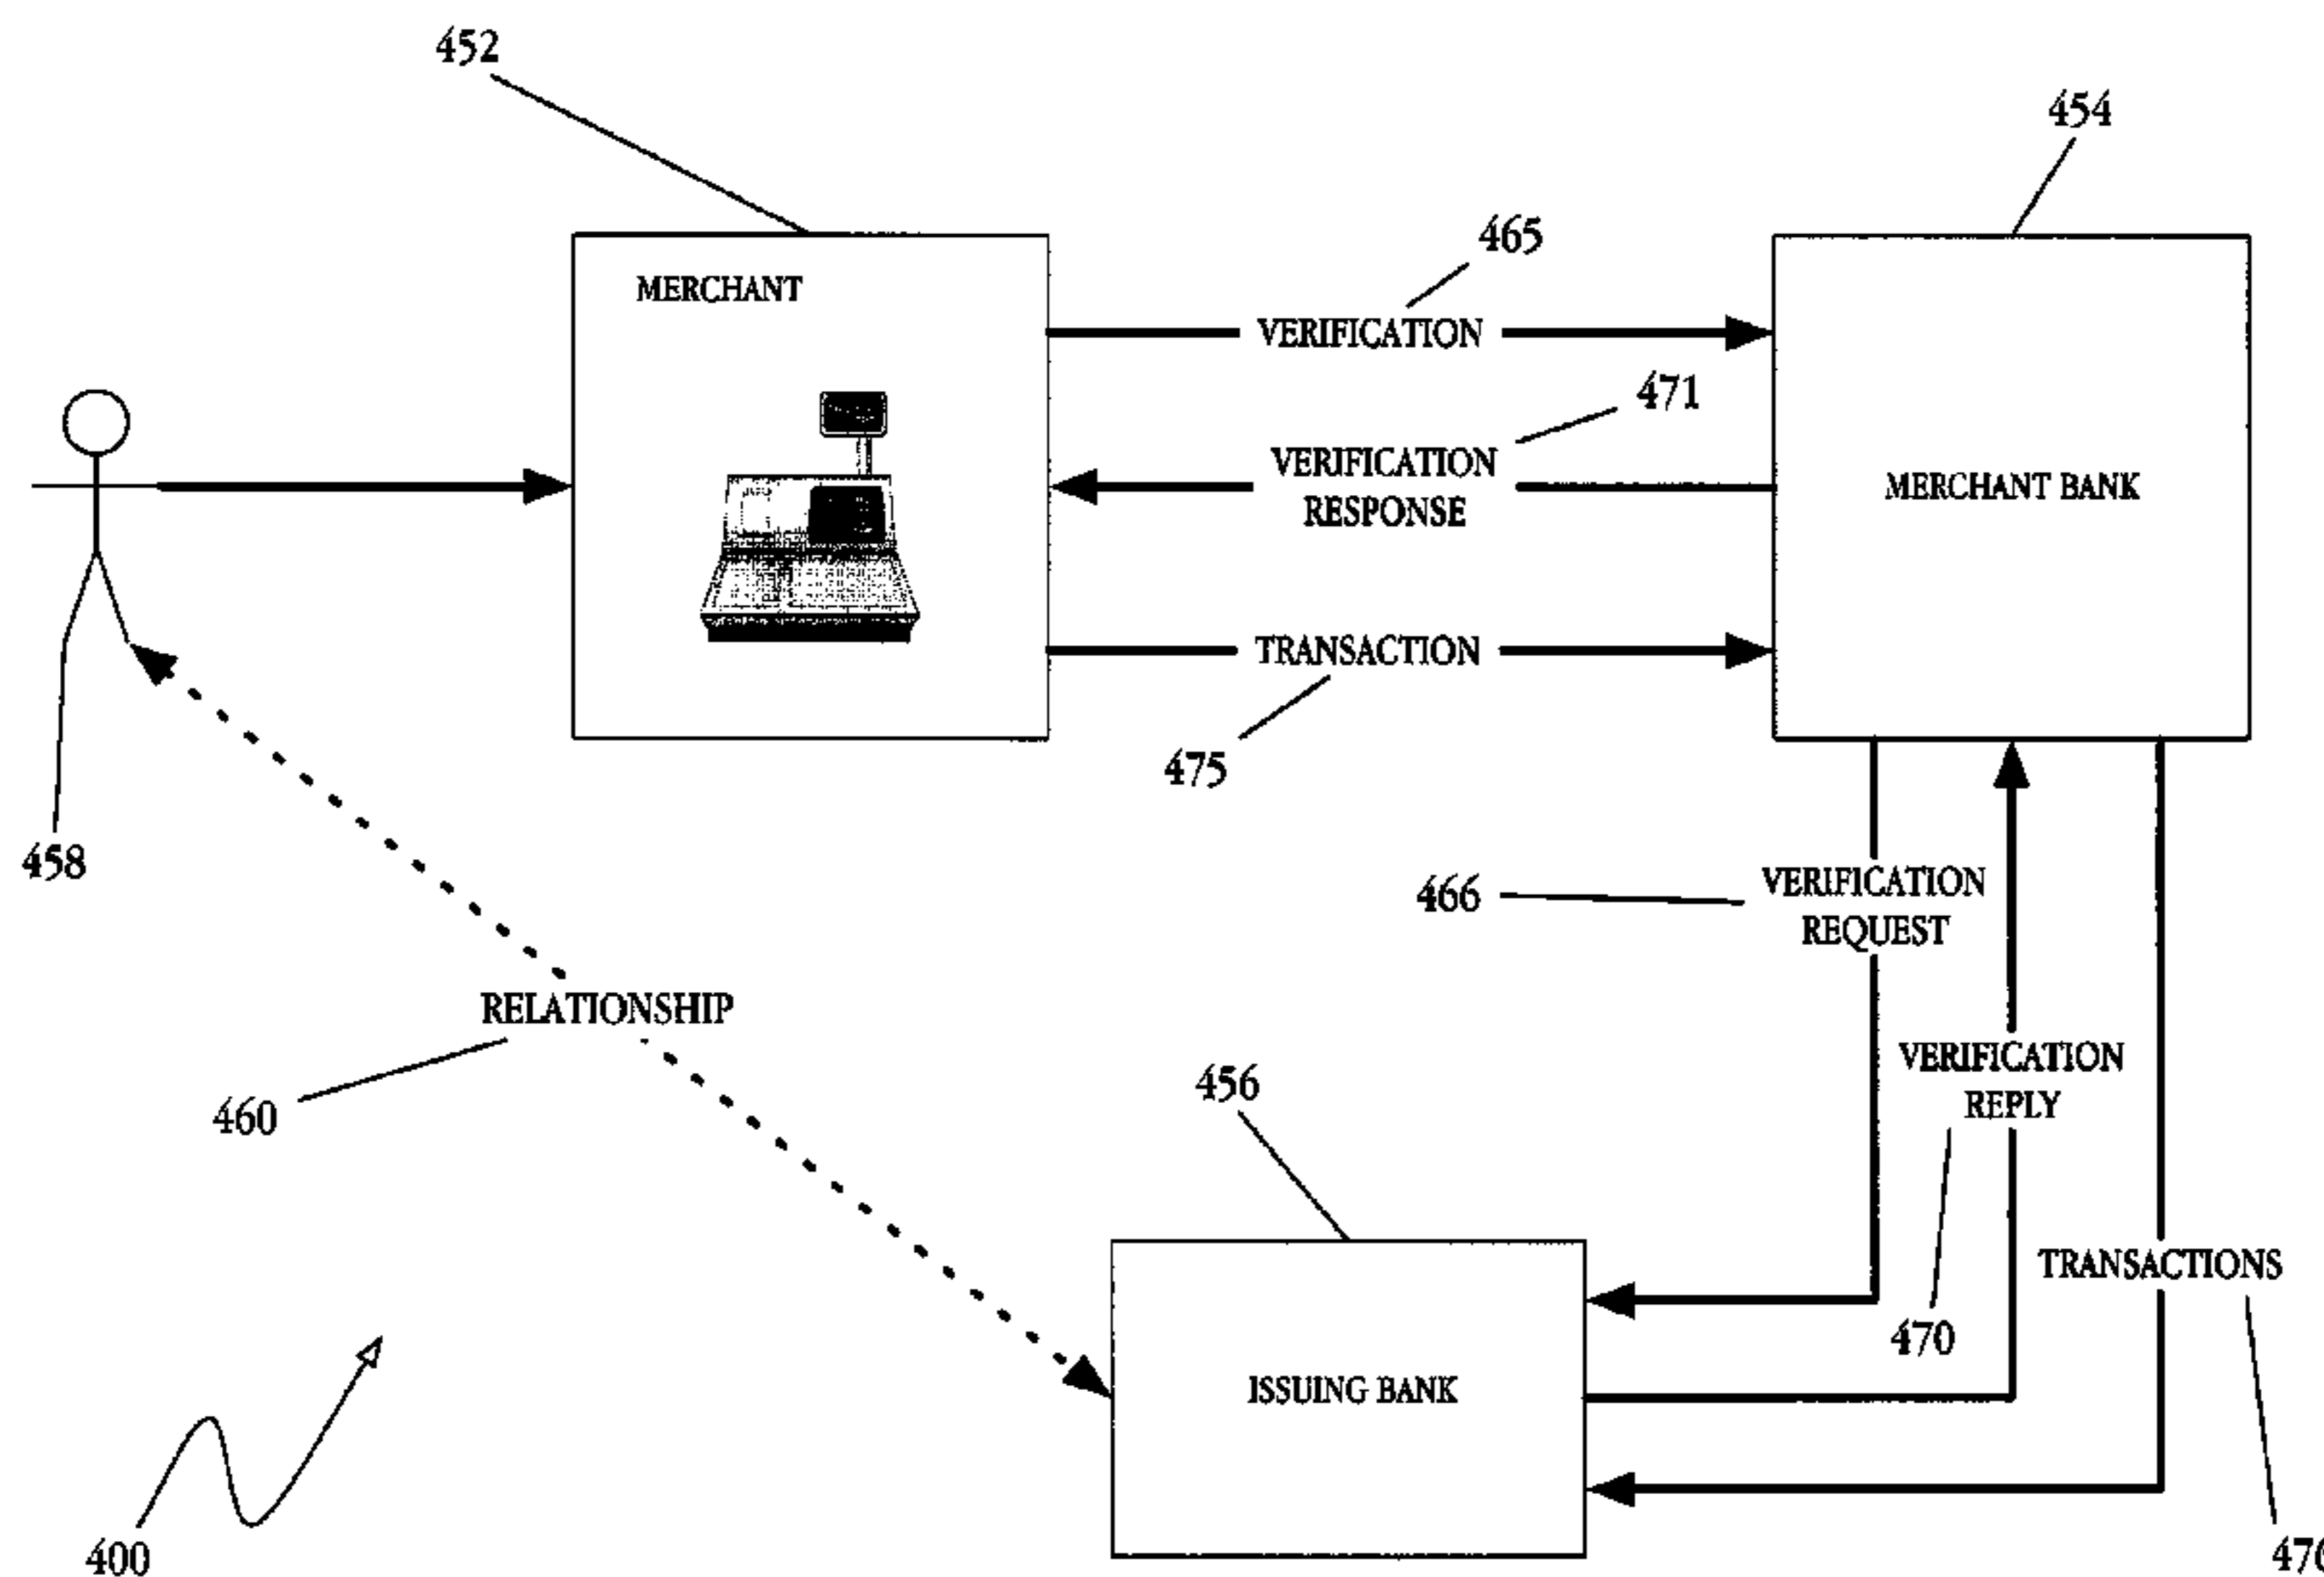 452
454
465
MERCHANT
VERIFICATION
471
VERIFICATION
RESPONSE
MERCHANT BANK
TRANSACTION
475
458
466
VERIFICATION
REQUEST
RELATIONSHIP
VERIFICATION
REPLY
456
460
TRANSACTIONS
470
ISSUING BANK
400